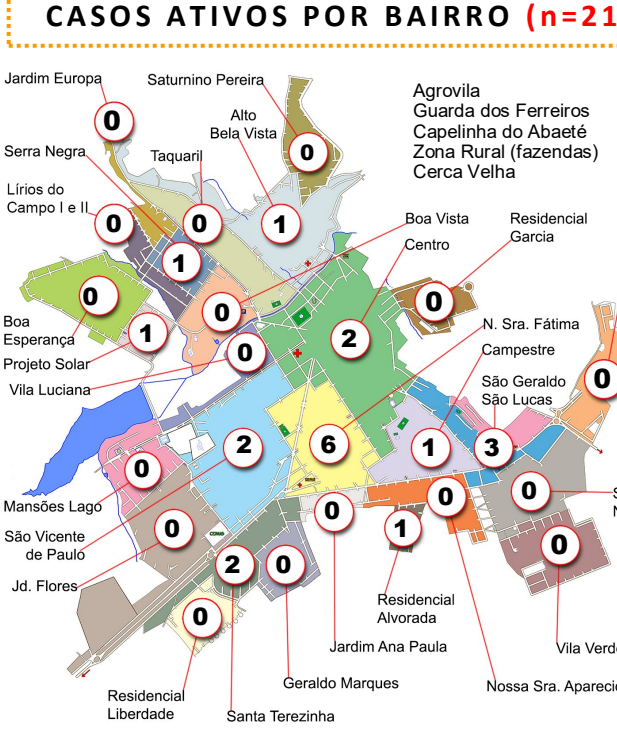 CASOS ATIVOS POR BAIRRO (n=21
Jardim Europa
Saturnino Pereira
Agrovila
Guarda dos Ferreiros
Capelinha do Abaeté
Zona Rural (fazendas)
Cerca Velha
0
Alto
Bela Vista
Serra Negra
Taquaril
0
Lírios do
Campo I e II
0
0
1
Boa Vista
Residencial
Garcia
Centro
1
0
0
0
Boa
Esperança
1
2
N. Sra. Fátima
Projeto Solar
0
Campestre
Vila Luciana
São Geraldo
São Lucas
0
2
6
1
3
0
0
0
Mansões Lago
0
0
1
São Vicente
de Paulo
0
2
0
Jd. Flores
Residencial
Alvorada
0
Jardim Ana Paula
Vila Verd
Geraldo Marques
Nossa Sra. Aparecid
Residencial
Liberdade
Santa Terezinha